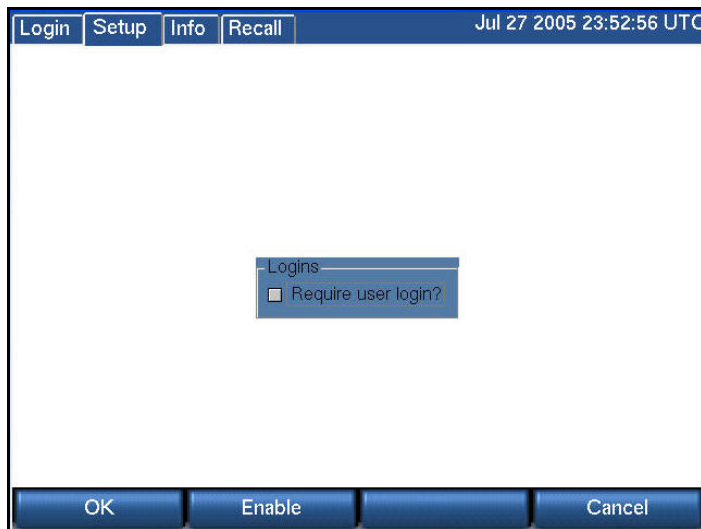 Login Setup Info Recall Jul 27 2005 23:52:56 UTC
Logins
Require user login?
OK Enable Cancel